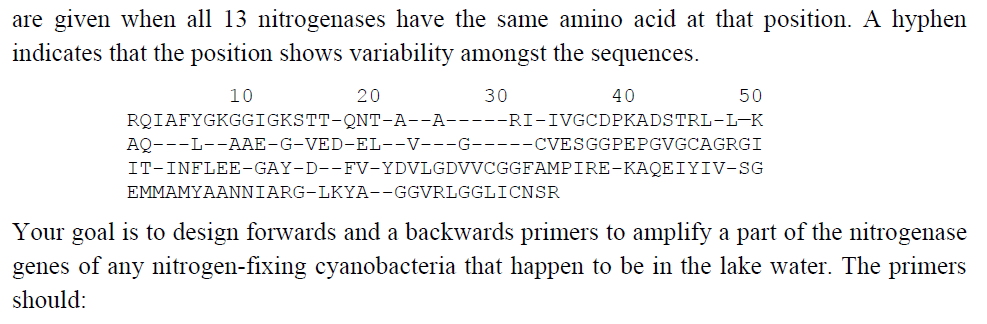 are given when all 13 nitrogenases have the same amino acid at that position. A hyphen
indicates that the position shows variability amongst the sequences.
10 20 30 40 50
RQIAFYGKGGIGKSTT-QNT-A--A-----RI-IVGCDPKADSTRL-L-K
AQ---L--AAE-G-VED-EL--V---G-----CVESGGPEPGVGCAGRGI
IT-INFLEE-GAY-D--FV-YDVLGDVVCGGFAMPIRE-KAQEIYIV-SG
EMMAMYAANNIARG-LKYA--GGVRLGGLICNSR
Your goal is to design forwards and a backwards primers to amplify a part of the nitrogenase
genes of any nitrogen-fixing cyanobacteria that happen to be in the lake water. The primers
should: